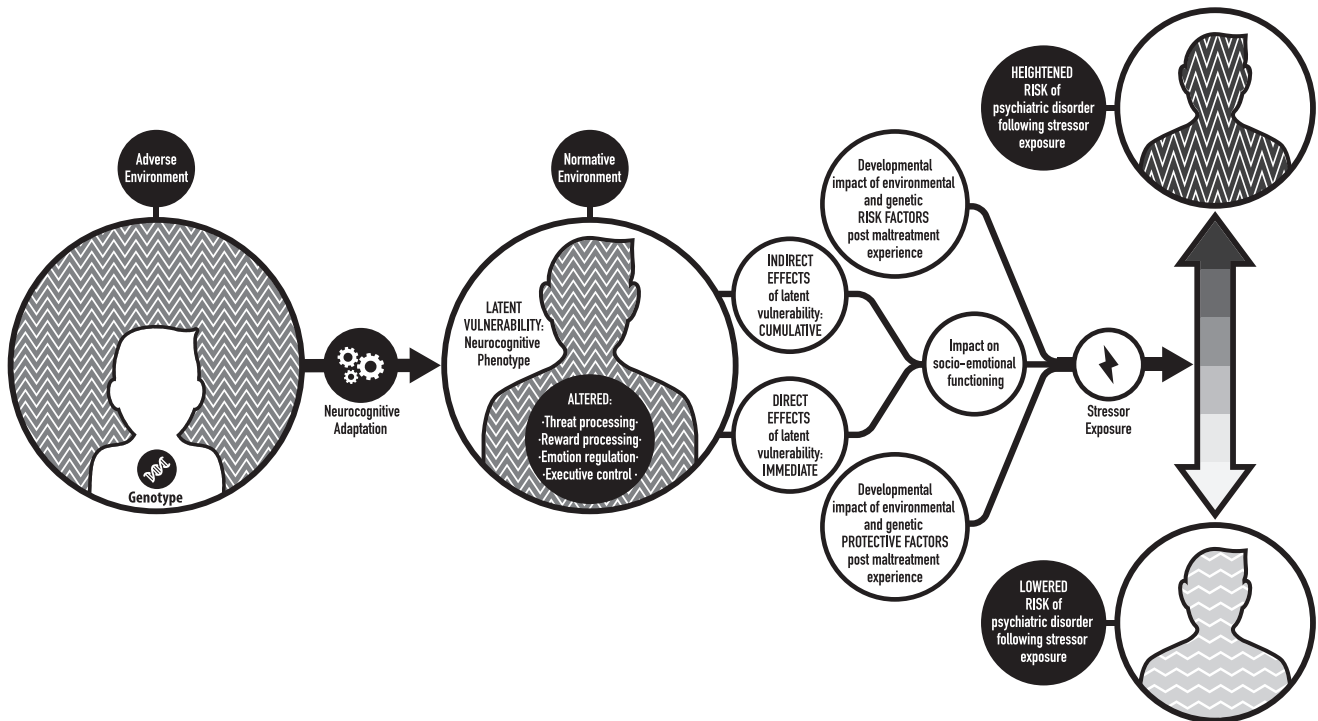 Adverse
Environment
Genotype
Neurocognitive
Adaptation
Normative
Environment
LATENT
VULNERABILITY:
Neurocognitive
Phenotype
ALTERED:
·Threat processing·
·Reward processing·
·Emotion regulation·
·Executive control ·
INDIRECT
EFFECTS
of latent
vulnerability:
CUMULATIVE
DIRECT
EFFECTS
of latent
vulnerability:
IMMEDIATE
Developmental
impact of environmental
and genetic
RISK FACTORS
post maltreatment
experience
Impact on
socio-emotional
functioning
Developmental
impact of environmental
and genetic
PROTECTIVE FACTORS
post maltreatment
experience
Stressor
Exposure
HEIGHTENED
RISK of
psychiatric disorder
following stressor
exposure
LOWERED
RISK of
psychiatric disorder
following stressor
exposure